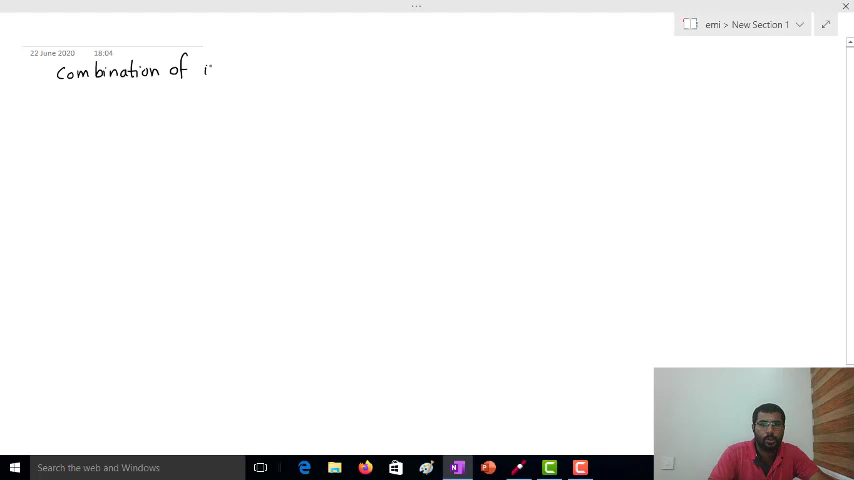 emi > New Section 1
22 June 2020 18:04
combination of i
Search the web and Windows